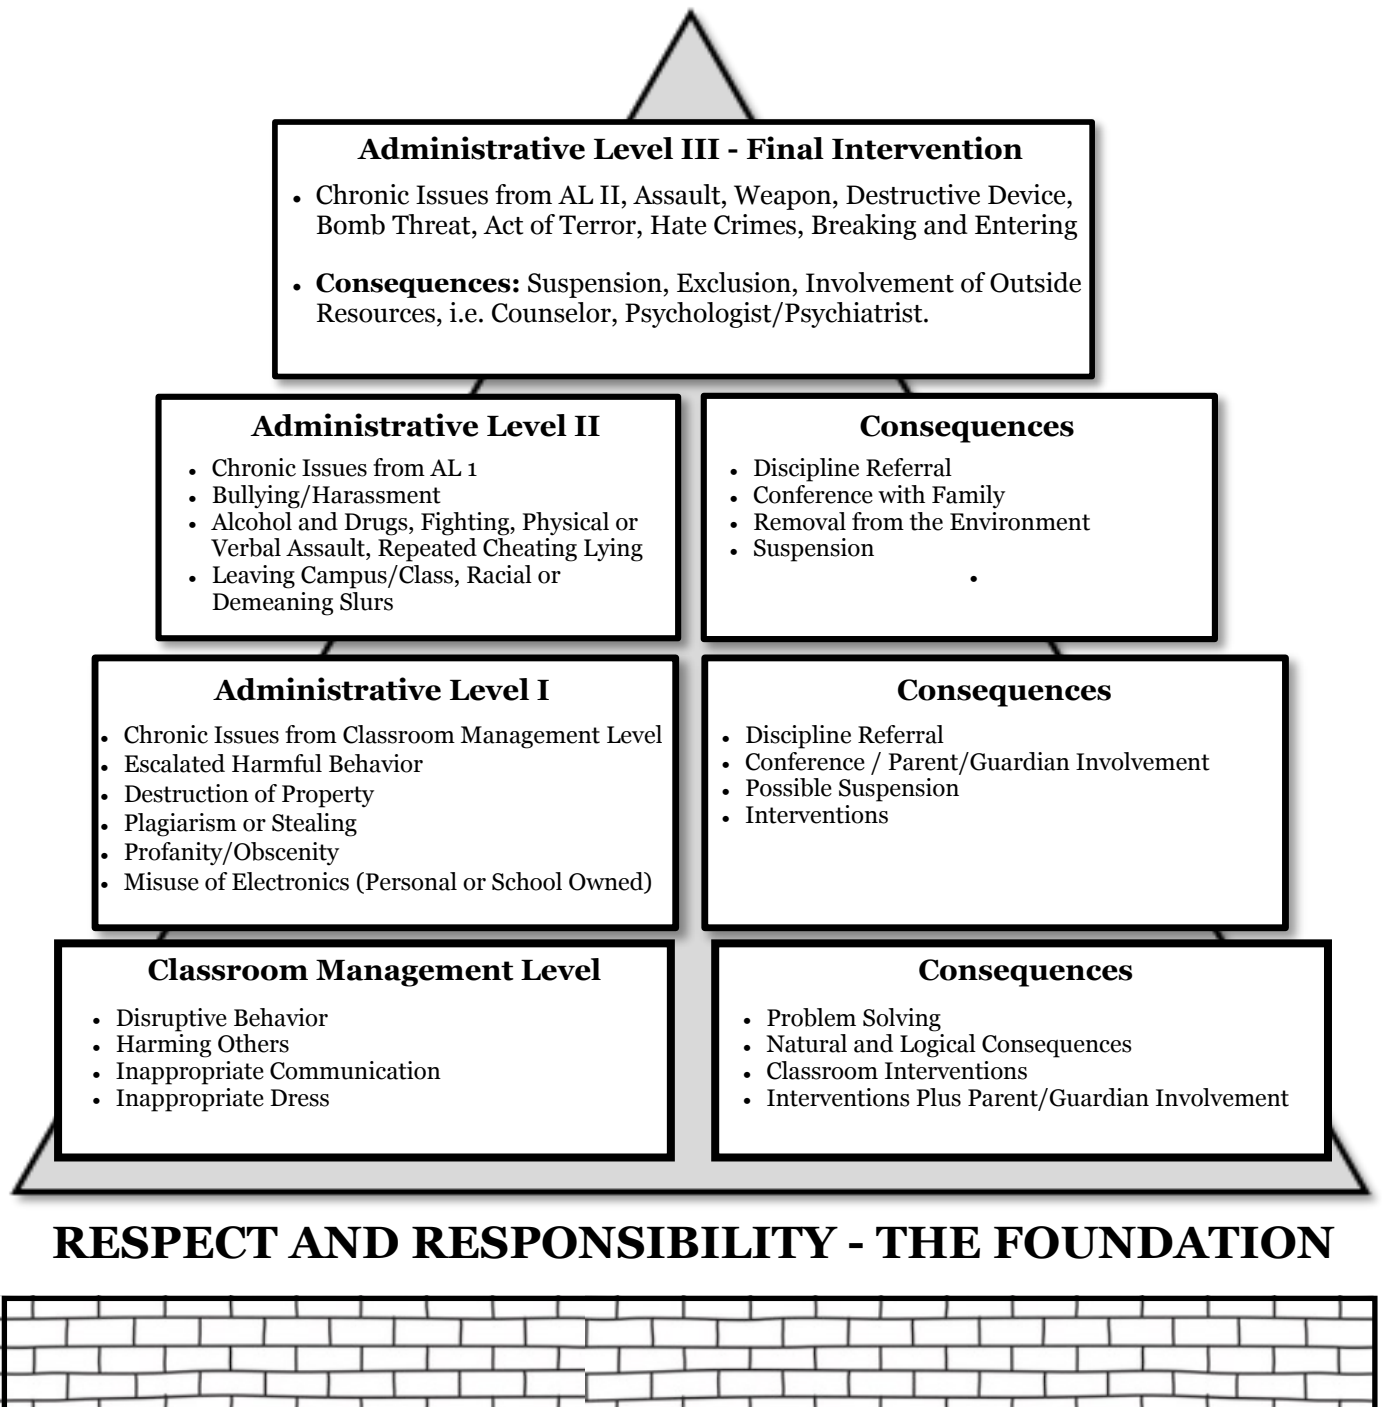 Administrative Level III - Final Intervention
• Chronic Issues from AL II, Assault, Weapon, Destructive Device,
Bomb Threat, Act of Terror, Hate Crimes, Breaking and Entering
• Consequences: Suspension, Exclusion, Involvement of Outside
Resources, i.e. Counselor, Psychologist/Psychiatrist.
Administrative Level II
• Chronic Issues from AL 1
• Bullying/Harassment
• Alcohol and Drugs, Fighting, Physical or
Verbal Assault, Repeated Cheating Lying
• Leaving Campus/Class, Racial or
Demeaning Slurs
Consequences
• Discipline Referral
• Conference with Family
• Removal from the Environment
• Suspension
•
Administrative Level I
• Chronic Issues from Classroom Management Level
• Escalated Harmful Behavior
• Destruction of Property
• Plagiarism or Stealing
• Profanity/Obscenity
• Misuse of Electronics (Personal or School Owned)
Consequences
• Discipline Referral
• Conference / Parent/Guardian Involvement
• Possible Suspension
• Interventions
Classroom Management Level
• Disruptive Behavior
• Harming Others
• Inappropriate Communication
• Inappropriate Dress
Consequences
• Problem Solving
• Natural and Logical Consequences
• Classroom Interventions
• Interventions Plus Parent/Guardian Involvement
RESPECT AND RESPONSIBILITY - THE FOUNDATION